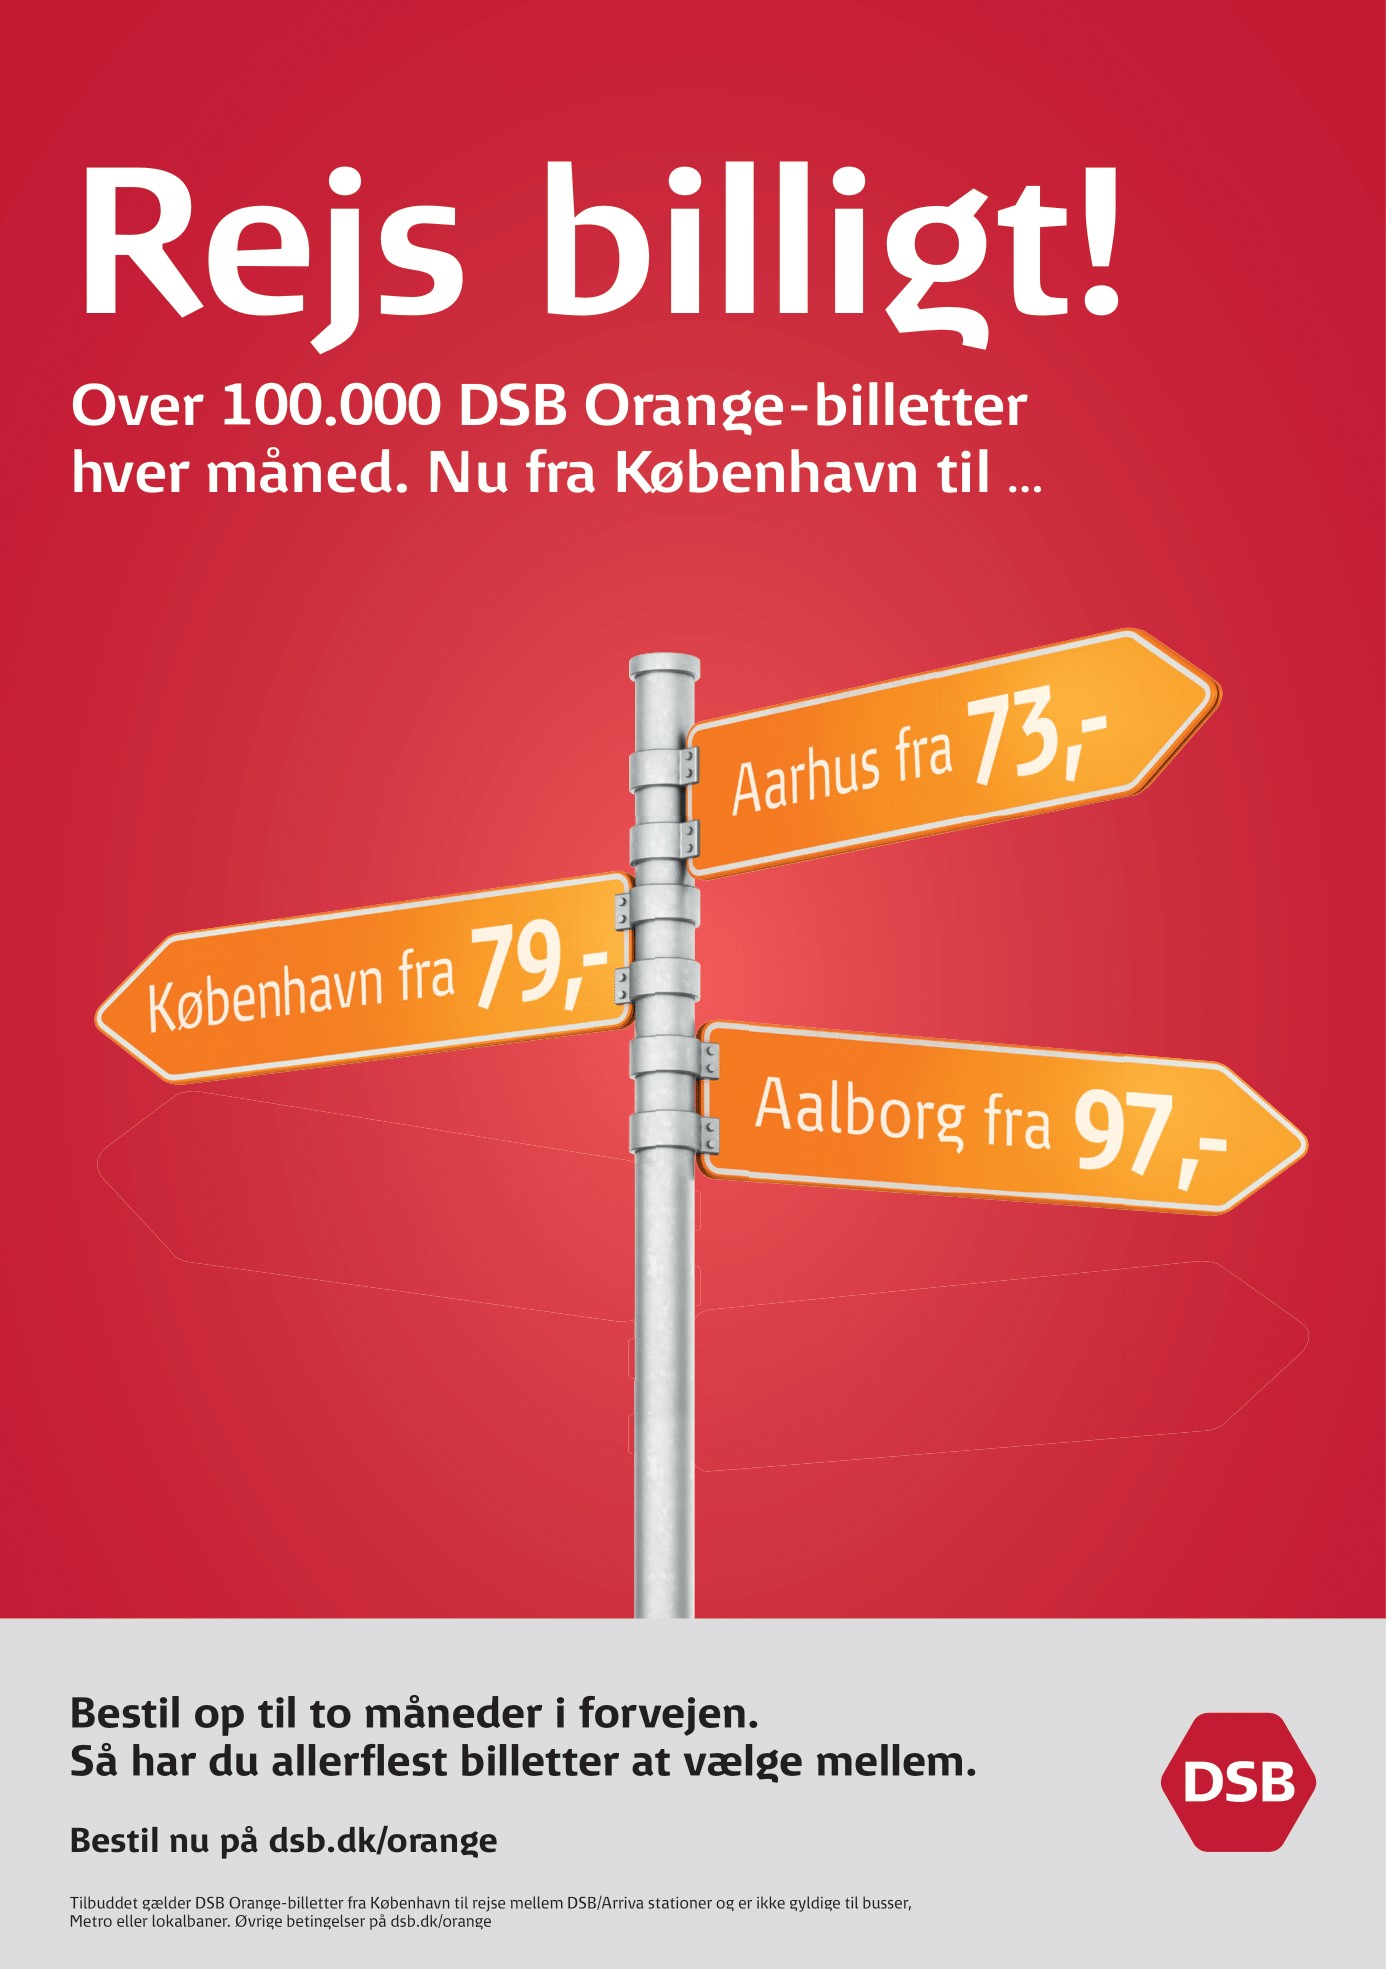 Rejs billigt!
Over 100.000 DSB Orange-billetter
hver måned. Nu fra København til ...
Aarhus fra 73,-
København fra 79,-
Aalborg fra 97,-
Bestil op til to måneder i forvejen.
Så har du allerflest billetter at vælge mellem.
DSB
Bestil nu på dsb.dk/orange
Tilbuddet gælder DSB Orange-billetter fra København til rejse mellem DSB/Arriva stationer og er ikke gyldige til busser,
Metro eller lokalbaner. Øvrige betingelser på dsb.dk/orange